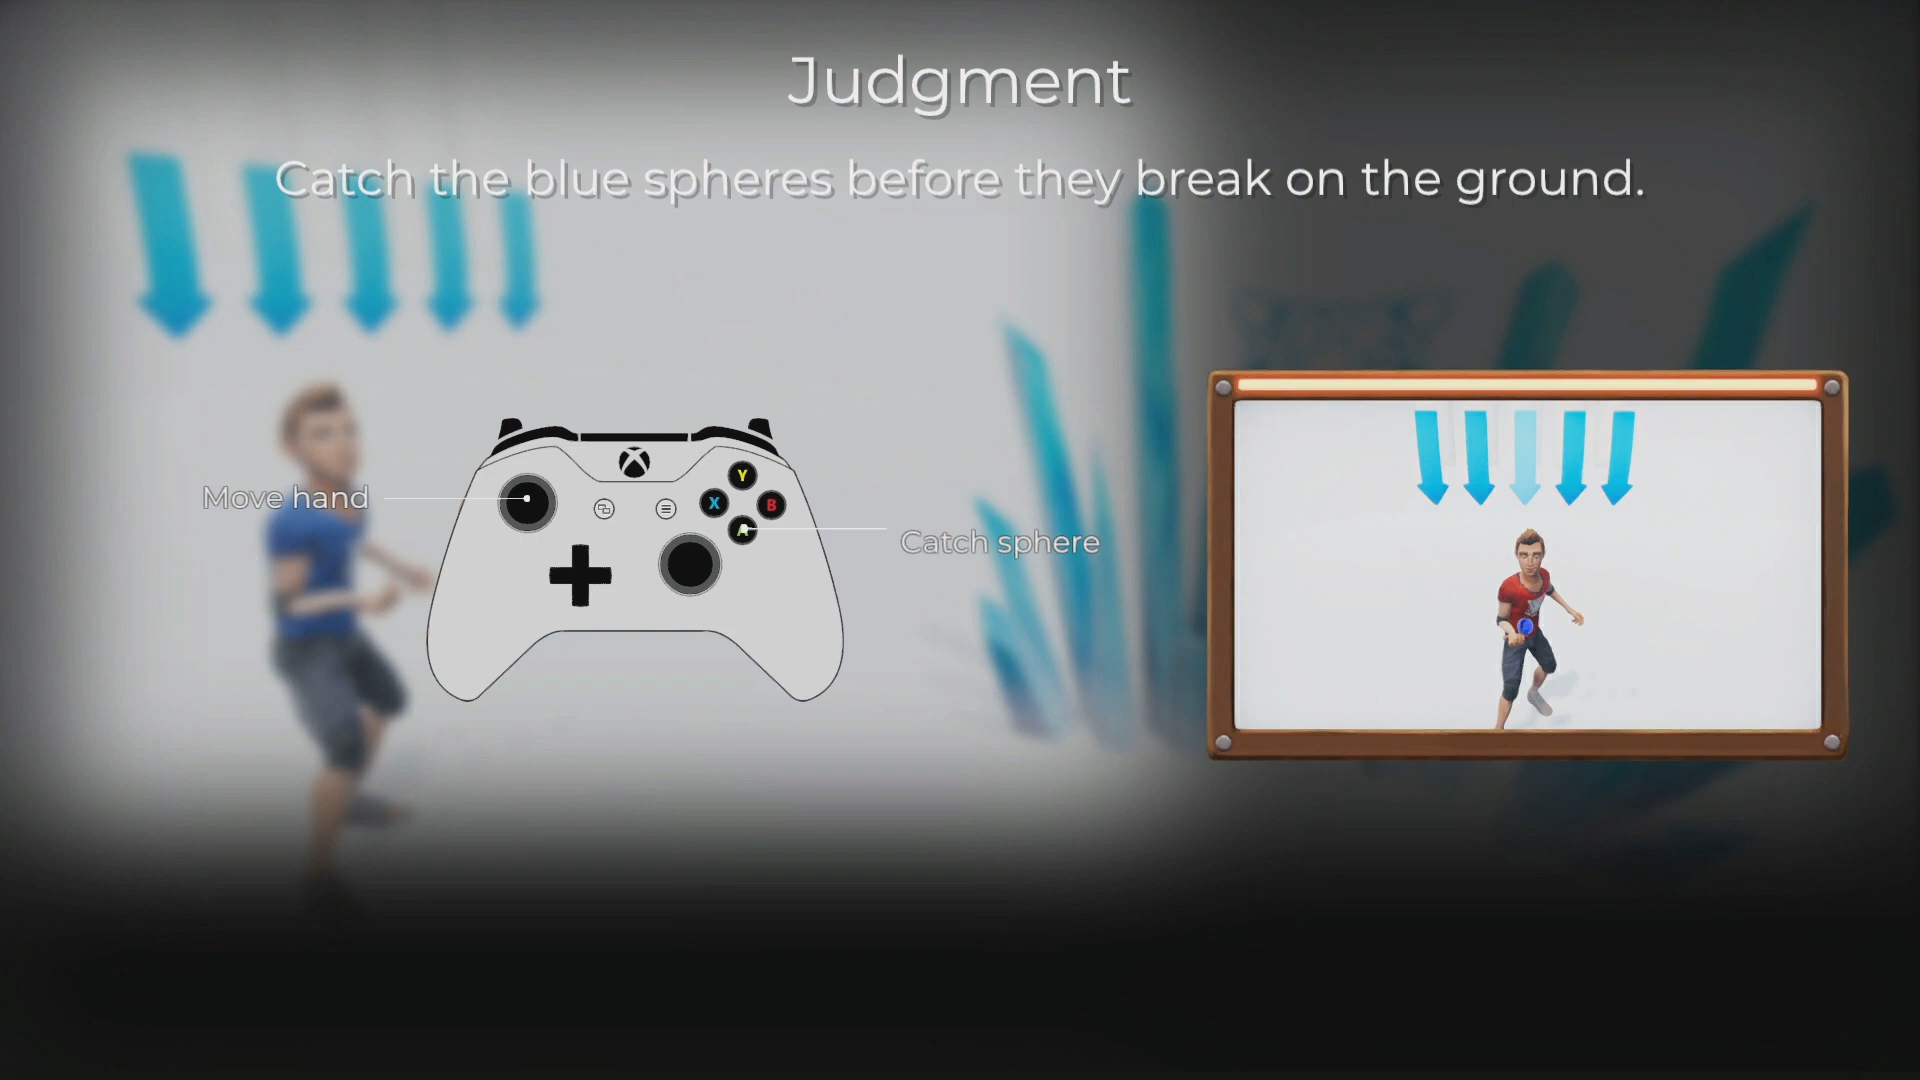 Judgment
Catch the blue spheres before they break on the ground.
Move hand
Y
X
B
A
Catch sphere